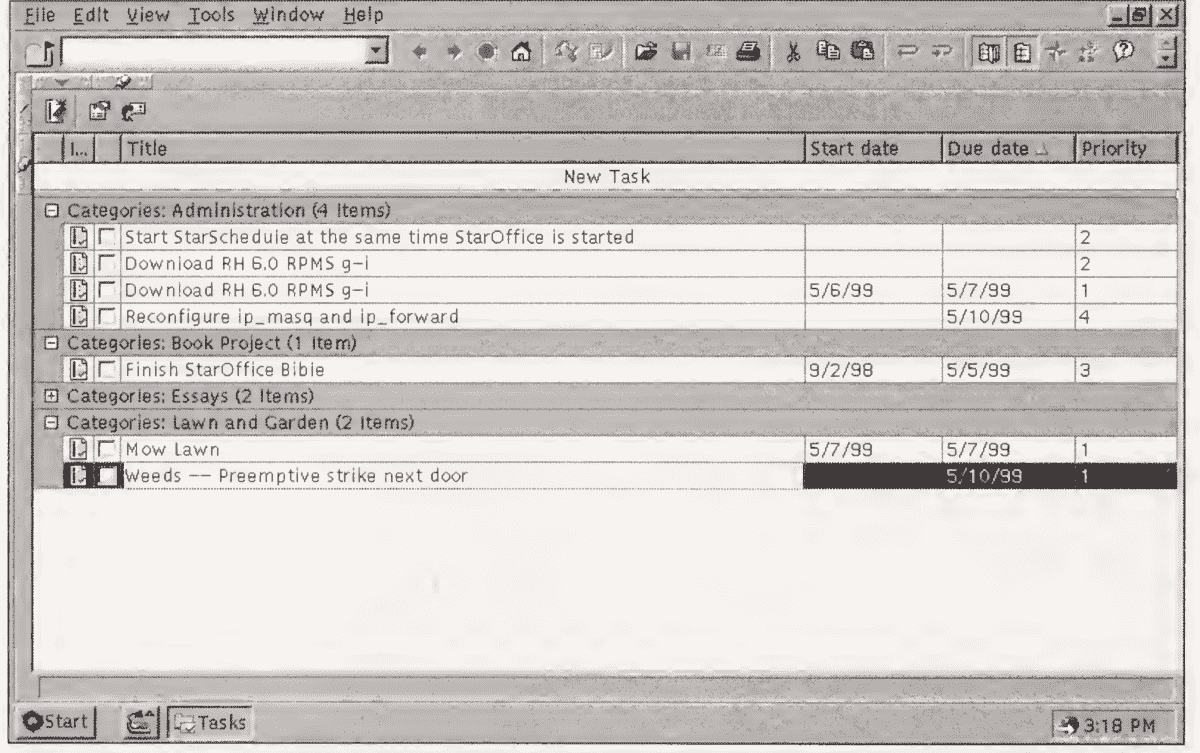 File Edit View Tools Window Help
I... Title Start date Due date Priority
New Task
Categories: Administration (4 Items)
Start StarSchedule at the same time StarOffice is started 2
Download RH 6.0 RPMS g-i 2
Download RH 6.0 RPMS g-i 5/6/99 5/7/99 1
Reconfigure ip_masq and ip_forward 5/10/99 4
Categories: Book Project (1 Item)
Finish StarOffice Bible 9/2/98 5/5/99 3
Categories: Essays (2 Items)
Categories: Lawn and Garden (2 Items)
Mow Lawn 5/7/99 5/7/99 1
Weeds -- Preemptive strike next door 5/10/99 1
Start Tasks 3:18 PM